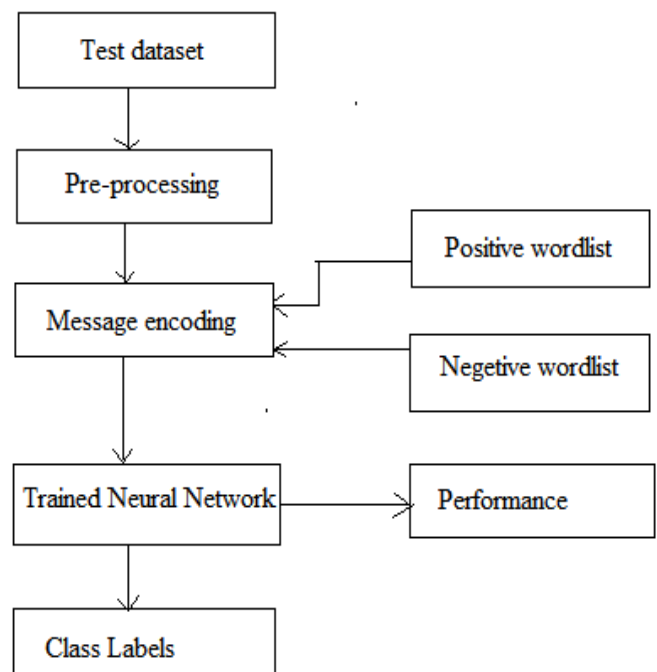 Test dataset
Pre-processing
Positive wordlist
Message encoding
Negetive wordlist
Trained Neural Network
Performance
Class Labels